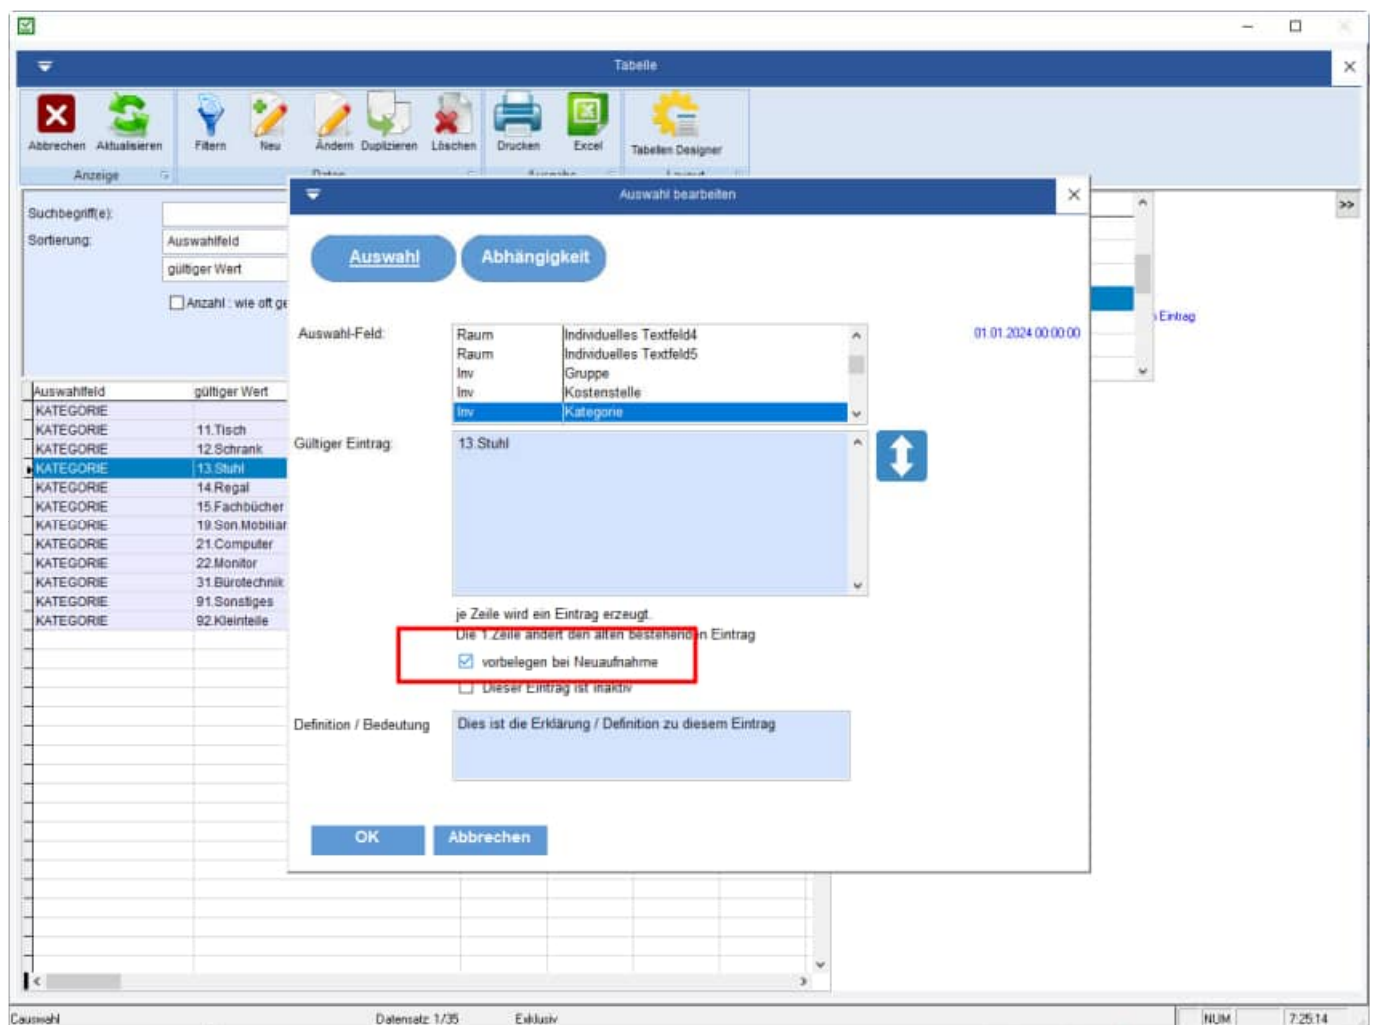 Tabelle
Abbrechen Aktualisieren Filtern Neu Ändern Duplizieren Löschen Drucken Excel Tabellen Designer
Anzeige Daten Ausgabe Layout
Auswahl bearbeiten
Suchbegriff(e):
Sortierung: Auswahlfeld
gültiger Wert
Anzahl : wie oft ge
>>
Auswahl Abhängigkeit
Auswahl-Feld: Raum Individuelles Textfeld4 01.01.2024 00:00:00
Raum Individuelles Textfeld5
Inv Gruppe
Inv Kostenstelle
Inv Kategorie
Eintrag
Gültiger Eintrag: 13.Stuhl
je Zeile wird ein Eintrag erzeugt.
Die 1.Zeile ändert den alten bestehenden Eintrag
vorbelegen bei Neuaufnahme
Dieser Eintrag ist inaktiv
Definition / Bedeutung Dies ist die Erklärung / Definition zu diesem Eintrag
OK Abbrechen
Auswahlfeld gültiger Wert
KATEGORIE
KATEGORIE 11.Tisch
KATEGORIE 12.Schrank
KATEGORIE 13.Stuhl
KATEGORIE 14.Regal
KATEGORIE 15.Fachbücher
KATEGORIE 19.Son.Mobiliar
KATEGORIE 21.Computer
KATEGORIE 22.Monitor
KATEGORIE 31.Bürotechnik
KATEGORIE 91.Sonstiges
KATEGORIE 92.Kleinteile
Causwahl Datensatz: 1/35 Exklusiv NUM 7:25:14